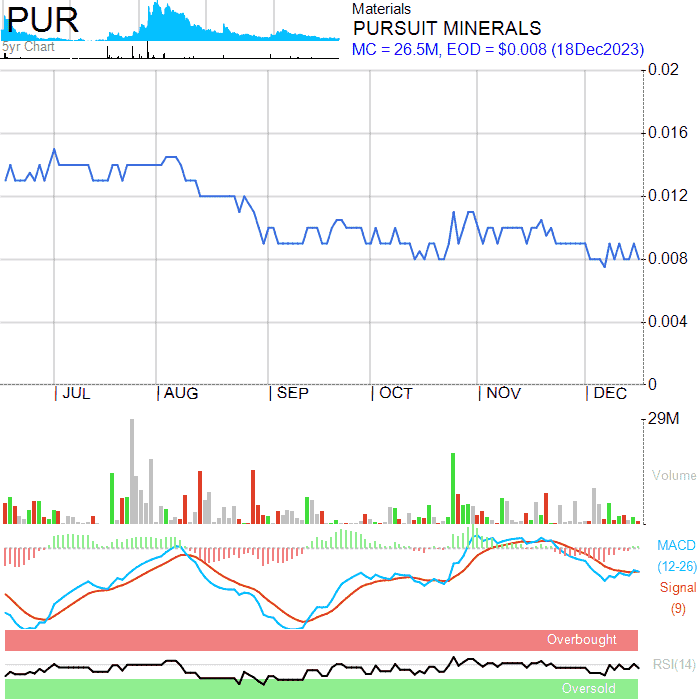 PUR
5yr Chart
Materials
PURSUIT MINERALS
MC = 26.5M, EOD = $0.008 (18Dec2023)
0.02
0.016
0.012
0.008
0.004
0
JUL AUG SEP OCT NOV DEC
29M
Volume
MACD
(12-26)
Signal
(9)
Overbought
RSI(14)
Oversold